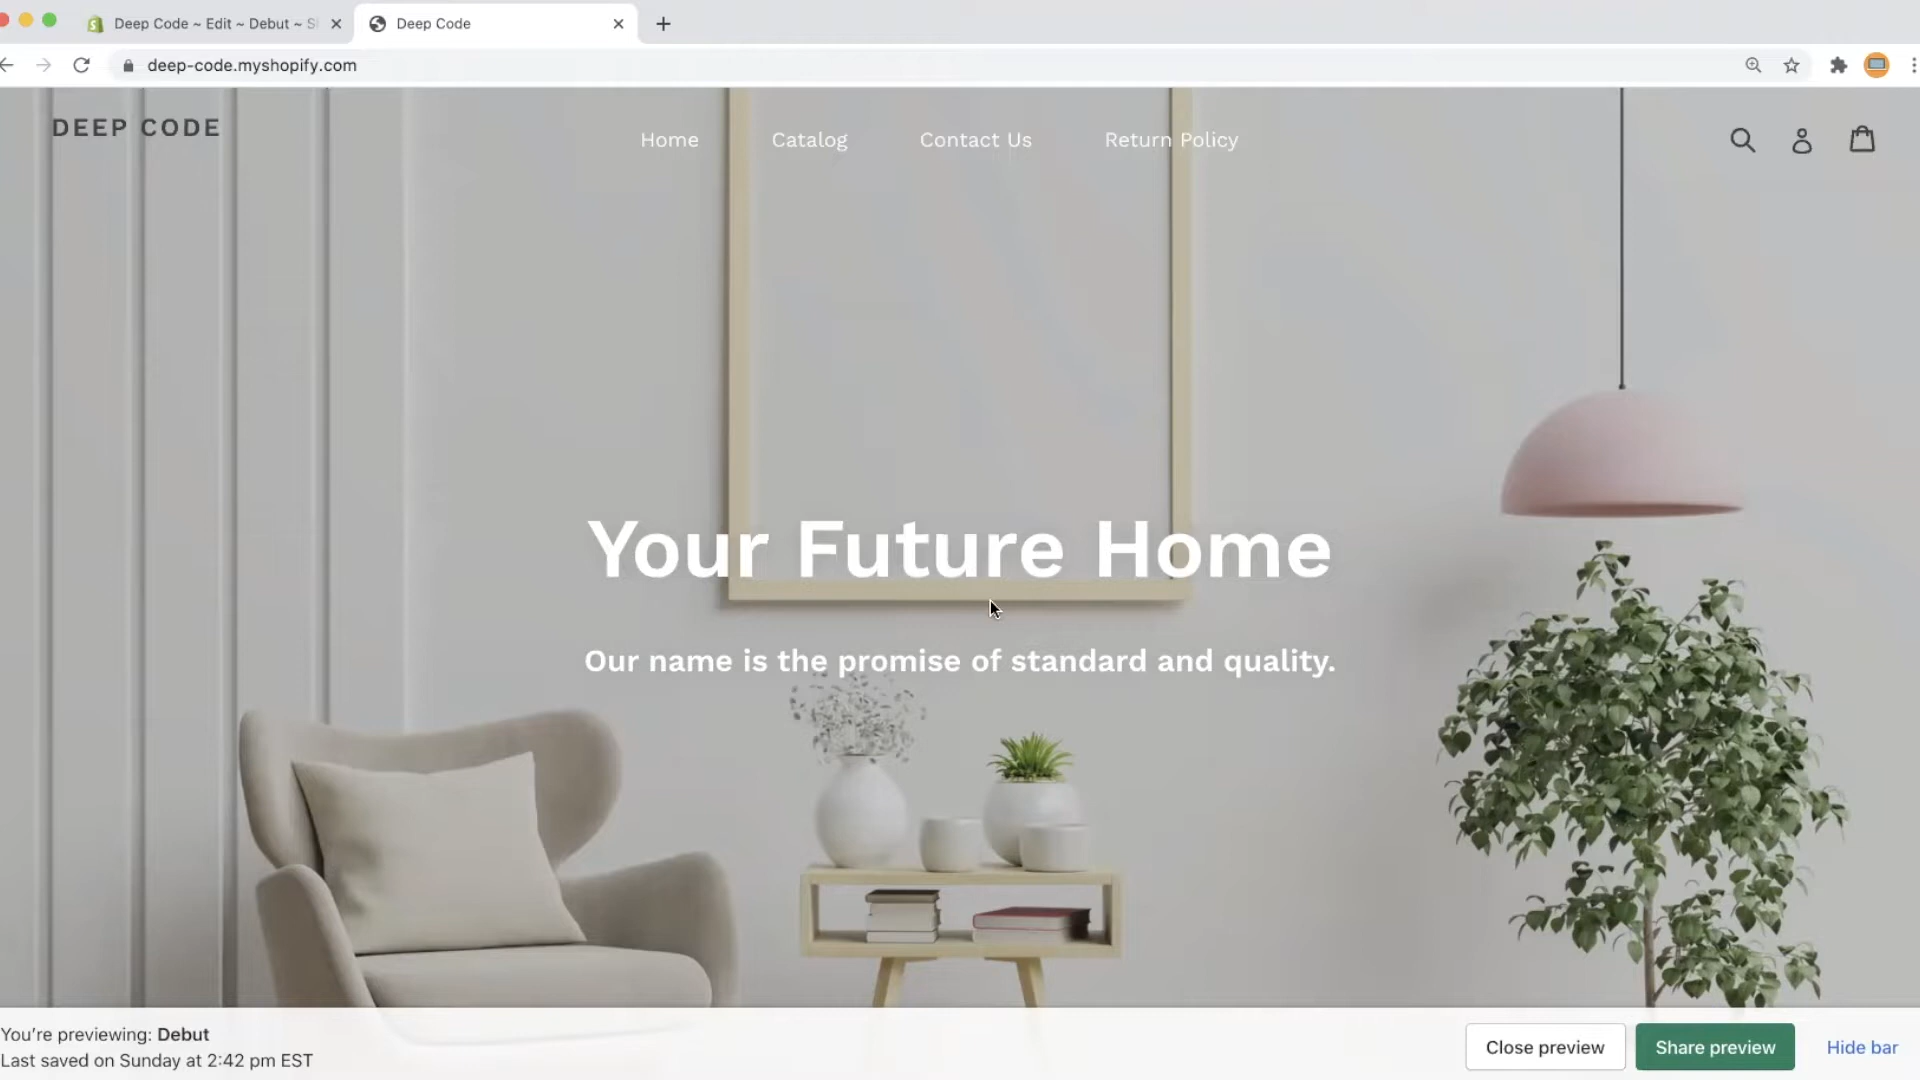 Deep Code ~ Edit ~ Debut ~ S
Deep Code
deep-code.myshopify.com
DEEP CODE
Home
Catalog
Contact Us
Return Policy
Your Future Home
Our name is the promise of standard and quality.
You're previewing: Debut
Last saved on Sunday at 2:42 pm EST
Close preview
Share preview
Hide bar